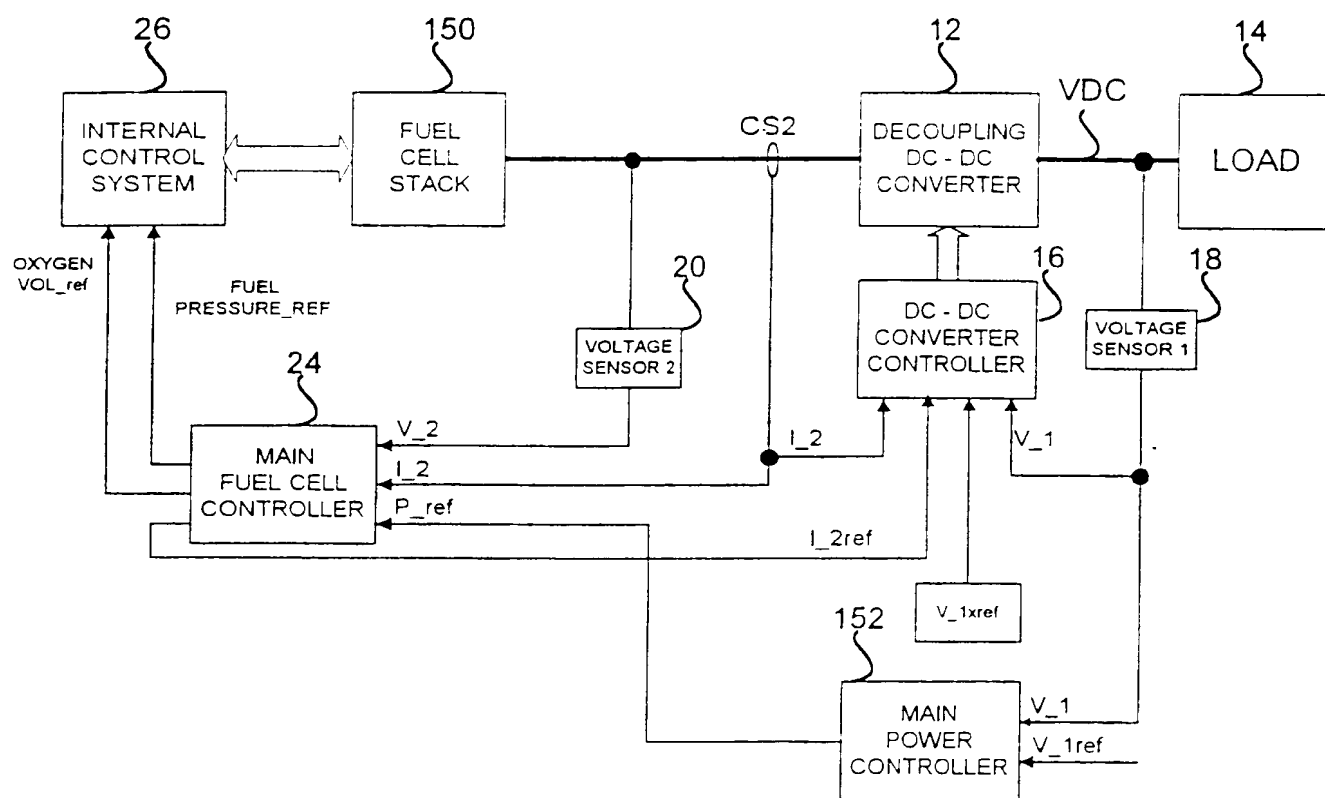 26
150
12
14
INTERNAL
CONTROL
SYSTEM
FUEL
CELL
STACK
CS2
DECOUPLING
DC - DC
CONVERTER
VDC
LOAD
OXYGEN
VOL_ref
FUEL
PRESSURE_REF
20
VOLTAGE
SENSOR 2
16
DC - DC
CONVERTER
CONTROLLER
18
VOLTAGE
SENSOR 1
24
MAIN
FUEL CELL
CONTROLLER
V_2
I_2
P_ref
I_2
V_1
I_2ref
V_1xref
152
MAIN
POWER
CONTROLLER
V_1
V_1ref